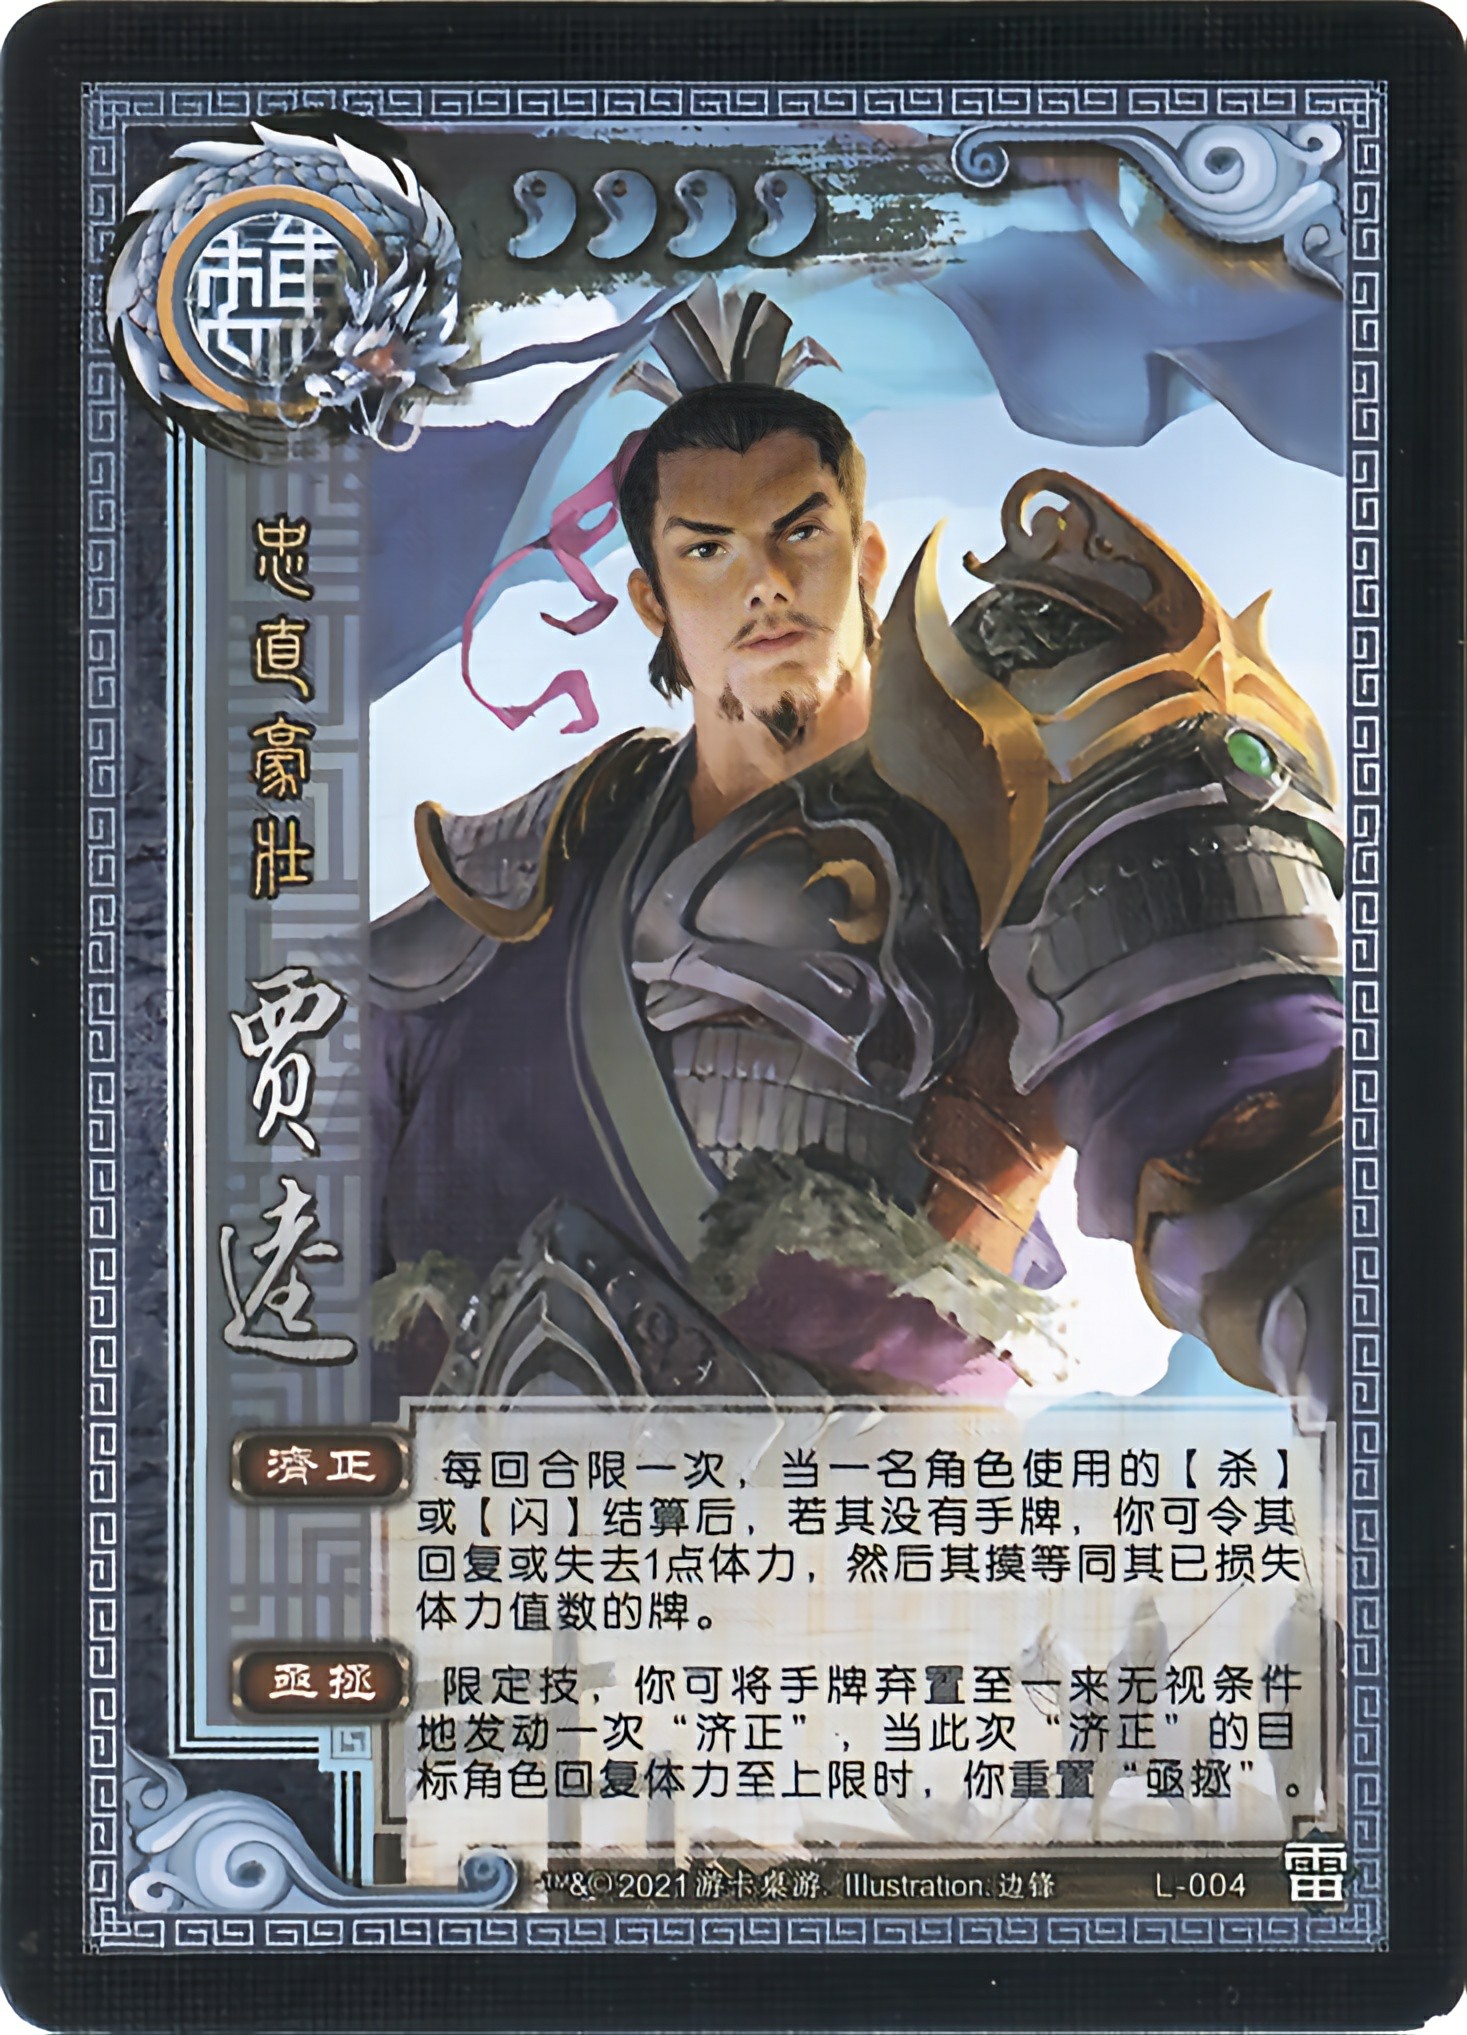 魏
忠直豪壮
贾逵
濟正
每回合限一次，当一名角色使用的【杀】
或【闪】结算后，若其没有手牌，你可令其
回复或失去1点体力，然后其摸等同其已损失
体力值数的牌。
亟拯
限定技，你可将手牌弃置至一来无视条件
地发动一次“济正”，当此次“济正”的目
标角色回复体力至上限时，你重置“亟拯”。
™&©2021游卡桌游. Illustration.边锋
L-004
雷